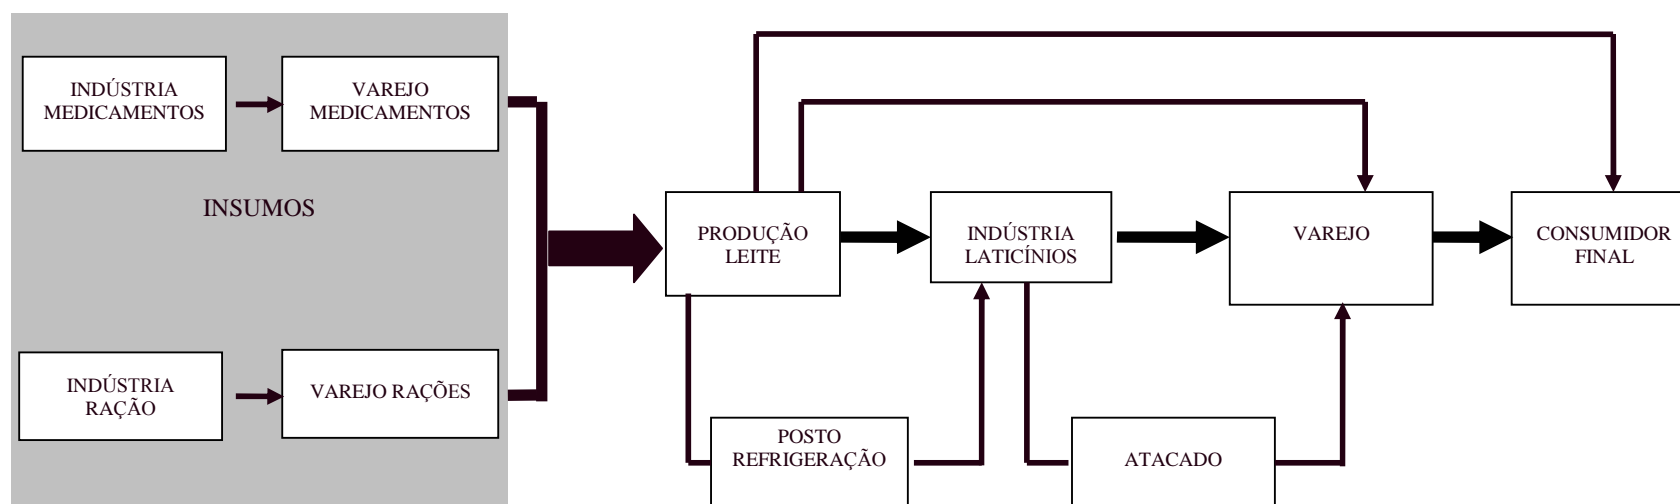 INDÚSTRIA
MEDICAMENTOS
VAREJO
MEDICAMENTOS
INSUMOS
INDÚSTRIA
RAÇÃO
VAREJO RAÇÕES
PRODUÇÃO
LEITE
INDÚSTRIA
LATICÍNIOS
VAREJO
CONSUMIDOR
FINAL
POSTO
REFRIGERAÇÃO
ATACADO